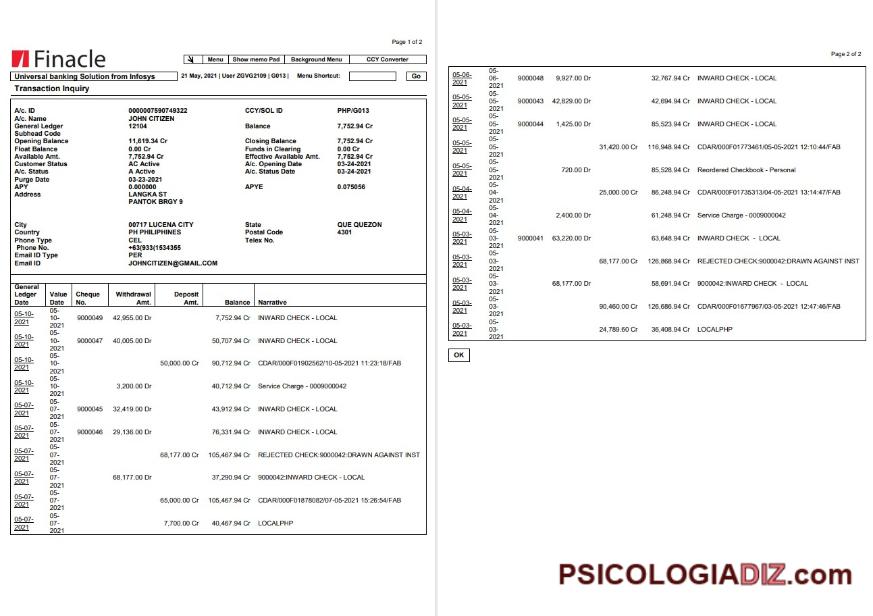 Page 1 of 2
Finacle
Menu Show memo Pad Background Menu CCY Converter
Universal banking Solution from Infosys 21 May, 2021 | User ZGVG2109 | G013 | Menu Shortcut: Go
Transaction Inquiry
A/c. ID 0000007590749322 CCY/SOL ID PHP/G013
A/c. Name JOHN CITIZEN
General Ledger 12104 Balance 7,752.94 Cr
Subhead Code
Opening Balance 11,619.34 Cr Closing Balance 7,752.94 Cr
Float Balance 0.00 Cr Funds in Clearing 0.00 Cr
Available Amt. 7,752.94 Cr Effective Available Amt. 7,752.94 Cr
Customer Status AC Active A/c. Opening Date 03-24-2021
A/c. Status A Active A/c. Status Date 03-24-2021
Purge Date 03-23-2021
APY 0.000000 APYE 0.075056
Address LANGKA ST
PANTOK BRGY 9
City 00717 LUCENA CITY State QUE QUEZON
Country PH PHILIPINES Postal Code 4301
Phone Type CEL Telex No.
Phone No. +63(933(1534355
Email ID Type PER
Email ID JOHNCITIZEN@GMAIL.COM
General
Ledger Value Cheque Withdrawal Deposit
Date Date No. Amt. Amt. Balance Narrative
05-10-2021 05-10-2021 9000049 42,955.00 Dr 7,752.94 Cr INWARD CHECK - LOCAL
05-10-2021 05-10-2021 9000047 40,005.00 Dr 50,707.94 Cr INWARD CHECK - LOCAL
05-10-2021 05-10-2021 50,000.00 Cr 90,712.94 Cr CDAR/000F01902562/10-05-2021 11:23:18/FAB
05-10-2021 05-10-2021 3,200.00 Dr 40,712.94 Cr Service Charge - 0009000042
05-07-2021 05-07-2021 9000045 32,419.00 Dr 43,912.94 Cr INWARD CHECK - LOCAL
05-07-2021 05-07-2021 9000046 29,136.00 Dr 76,331.94 Cr INWARD CHECK - LOCAL
05-07-2021 05-07-2021 68,177.00 Cr 105,467.94 Cr REJECTED CHECK:9000042:DRAWN AGAINST INST
05-07-2021 05-07-2021 68,177.00 Dr 37,290.94 Cr 9000042:INWARD CHECK - LOCAL
05-07-2021 05-07-2021 65,000.00 Cr 105,467.94 Cr CDAR/000F01878082/07-05-2021 15:26:54/FAB
05-07-2021 05-07-2021 7,700.00 Cr 40,467.94 Cr LOCALPHP
Page 2 of 2
05-06-2021 05-06-2021 9000048 9,927.00 Dr 32,767.94 Cr INWARD CHECK - LOCAL
05-05-2021 05-05-2021 9000043 42,829.00 Dr 42,694.94 Cr INWARD CHECK - LOCAL
05-05-2021 05-05-2021 9000044 1,425.00 Dr 85,523.94 Cr INWARD CHECK - LOCAL
05-05-2021 05-05-2021 31,420.00 Cr 116,948.94 Cr CDAR/000F01773461/05-05-2021 12:10:44/FAB
05-05-2021 05-05-2021 720.00 Dr 85,528.94 Cr Reordered Checkbook - Personal
05-04-2021 05-04-2021 25,000.00 Cr 86,248.94 Cr CDAR/000F01735313/04-05-2021 13:14:47/FAB
05-04-2021 05-04-2021 2,400.00 Dr 61,248.94 Cr Service Charge - 0009000042
05-03-2021 05-03-2021 9000041 63,220.00 Dr 63,648.94 Cr INWARD CHECK - LOCAL
05-03-2021 05-03-2021 68,177.00 Cr 126,868.94 Cr REJECTED CHECK:9000042:DRAWN AGAINST INST
05-03-2021 05-03-2021 68,177.00 Dr 58,691.94 Cr 9000042:INWARD CHECK - LOCAL
05-03-2021 05-03-2021 90,460.00 Cr 126,686.94 Cr CDAR/000F01677967/03-05-2021 12:47:46/FAB
05-03-2021 05-03-2021 24,789.60 Cr 36,408.94 Cr LOCALPHP
OK
PSICOLOGIADIZ.com